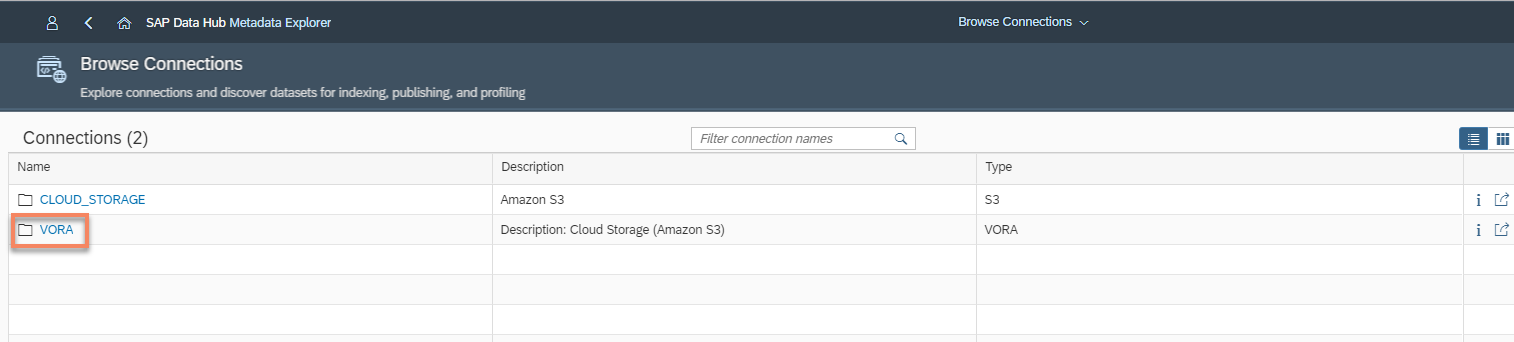 SAP Data Hub Metadata Explorer
Browse Connections
Browse Connections
Explore connections and discover datasets for indexing, publishing, and profiling
Connections (2)
Filter connection names
Name Description Type
CLOUD_STORAGE Amazon S3 S3
VORA Description: Cloud Storage (Amazon S3) VORA